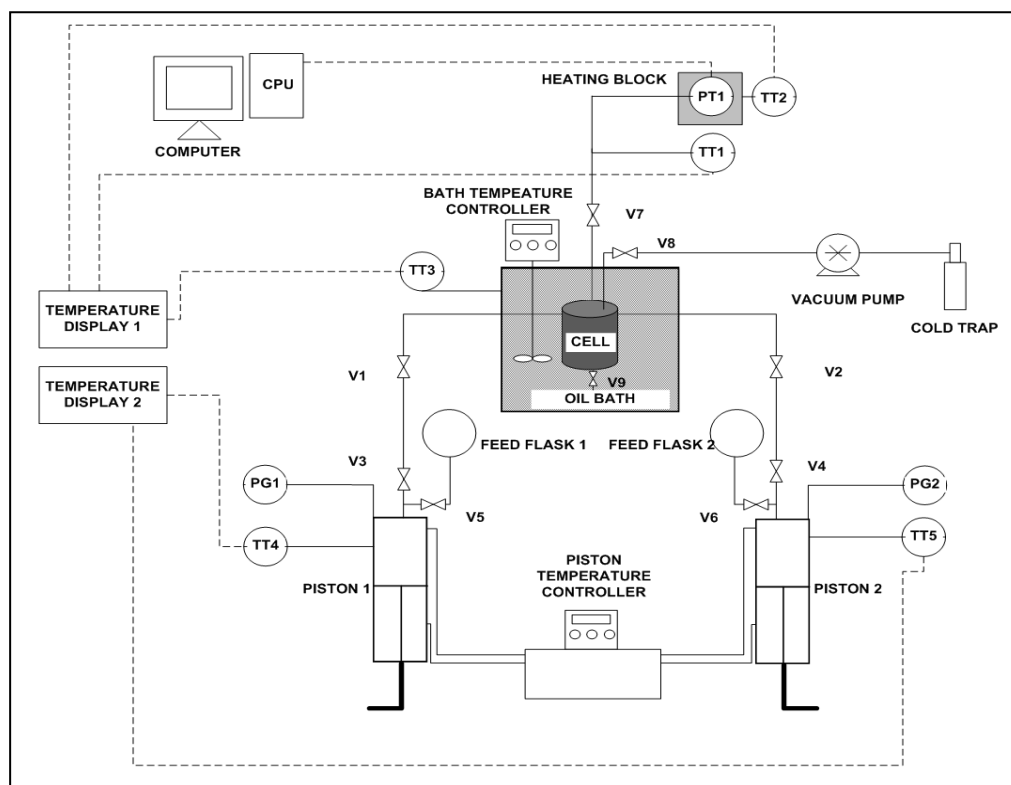 CPU
COMPUTER
HEATING BLOCK
PT1
TT2
TT1
BATH TEMPEATURE
CONTROLLER
V7
V8
TT3
VACUUM PUMP
COLD TRAP
TEMPERATURE
DISPLAY 1
CELL
V9
OIL BATH
V1
V2
TEMPERATURE
DISPLAY 2
FEED FLASK 1
FEED FLASK 2
V3
V4
PG1
PG2
V5
V6
TT4
TT5
PISTON
TEMPERATURE
CONTROLLER
PISTON 1
PISTON 2